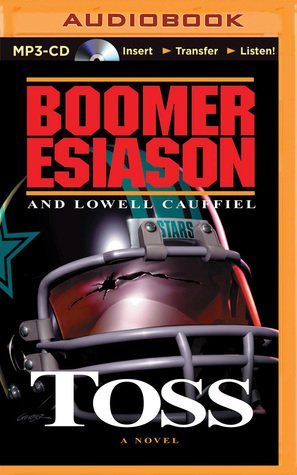 AUDIOBOOK
MP3-CD Insert ► Transfer ► Listen!
BOOMER
ESIASON
AND LOWELL CAUFFIEL
STARS
TOSS
A NOVEL